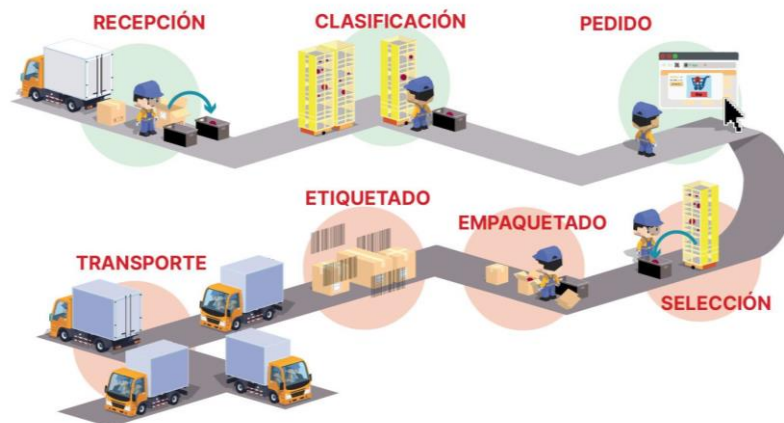 RECEPCIÓN
CLASIFICACIÓN
PEDIDO
ETIQUETADO
EMPAQUETADO
TRANSPORTE
SELECCIÓN